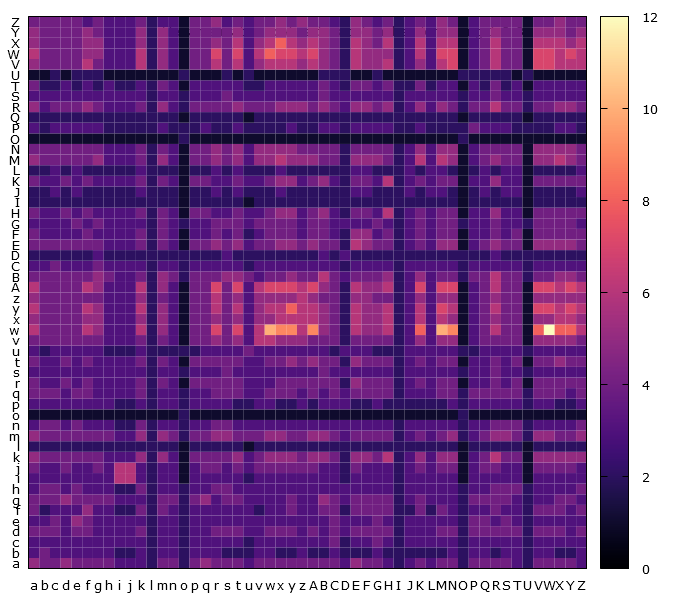 Z
Y
X
W
V
U
T
S
R
Q
P
O
N
M
L
K
J
I
H
G
F
E
D
C
B
A
z
y
x
w
v
u
t
s
r
q
p
o
n
m
l
k
j
i
h
g
f
e
d
c
b
a
a b c d e f g h i j k l m n o p q r s t u v w x y z A B C D E F G H I J K L M N O P Q R S T U V W X Y Z
12
10
8
6
4
2
0